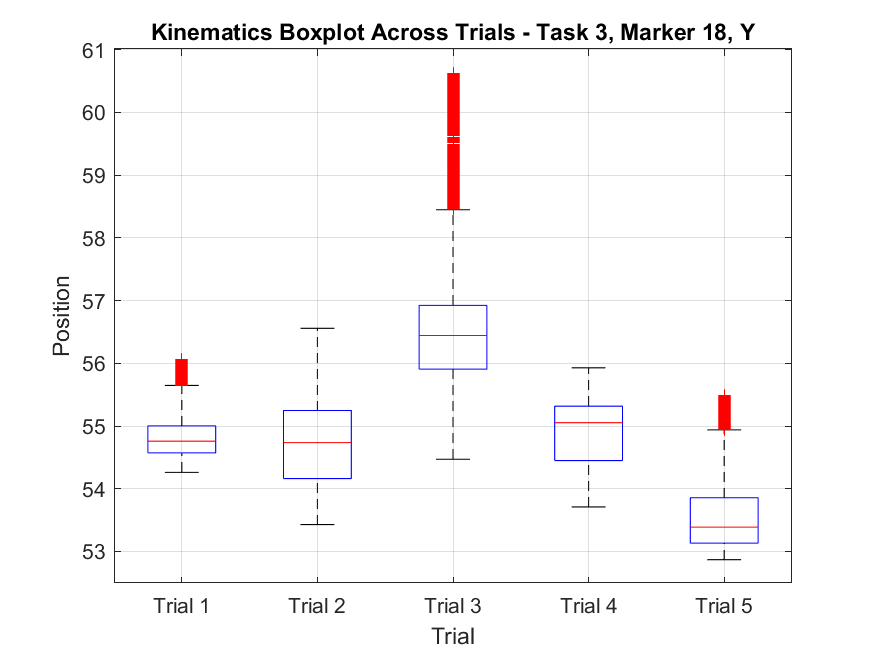 Kinematics Boxplot Across Trials - Task 3, Marker 18, Y
61
60
59
58
57
56
55
54
53
Position
Trial 1 Trial 2 Trial 3 Trial 4 Trial 5
Trial